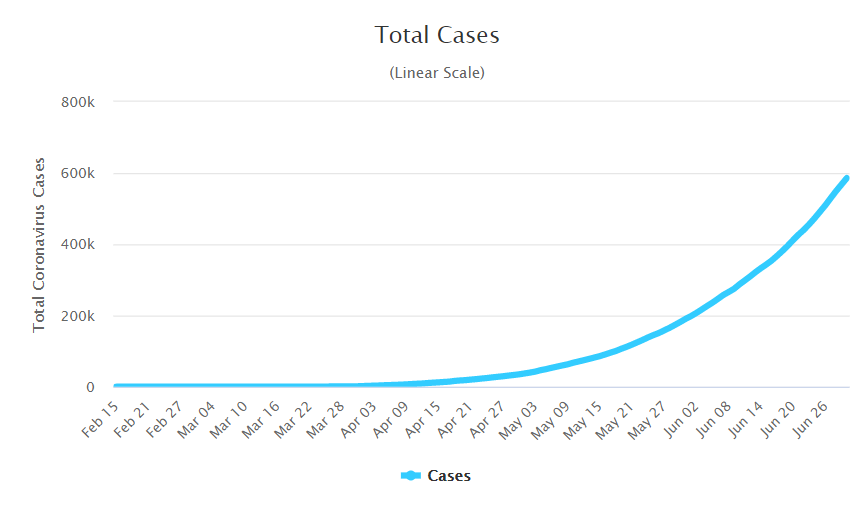 Total Cases
(Linear Scale)
Total Coronavirus Cases
800k
600k
400k
200k
0
Feb 15
Feb 21
Feb 27
Mar 04
Mar 10
Mar 16
Mar 22
Mar 28
Apr 03
Apr 09
Apr 15
Apr 21
Apr 27
May 03
May 09
May 15
May 21
May 27
Jun 02
Jun 08
Jun 14
Jun 20
Jun 26
Cases